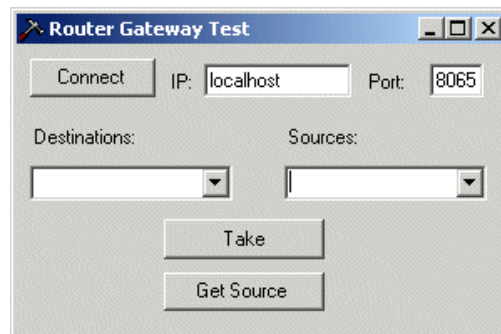 Router Gateway Test
Connect IP: localhost Port: 8065
Destinations: Sources:
Take
Get Source